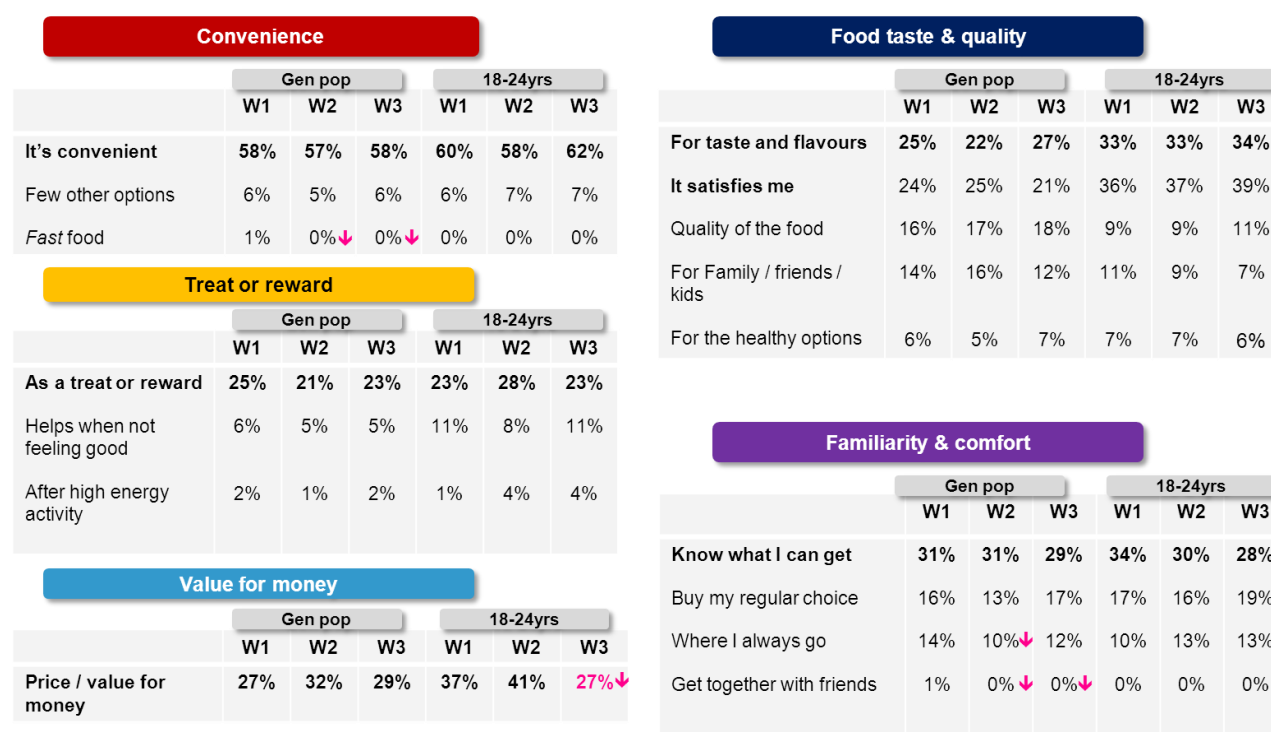 Convenience
Gen pop 18-24yrs
W1 W2 W3 W1 W2 W3
It's convenient 58% 57% 58% 60% 58% 62%
Few other options 6% 5% 6% 6% 7% 7%
Fast food 1% 0% 0% 0% 0% 0%
Treat or reward
Gen pop 18-24yrs
W1 W2 W3 W1 W2 W3
As a treat or reward 25% 21% 23% 23% 28% 23%
Helps when not 6% 5% 5% 11% 8% 11%
feeling good
After high energy 2% 1% 2% 1% 4% 4%
activity
Value for money
Gen pop 18-24yrs
W1 W2 W3 W1 W2 W3
Price / value for 27% 32% 29% 37% 41% 27%
money
Food taste & quality
Gen pop 18-24yrs
W1 W2 W3 W1 W2 W3
For taste and flavours 25% 22% 27% 33% 33% 34%
It satisfies me 24% 25% 21% 36% 37% 39%
Quality of the food 16% 17% 18% 9% 9% 11%
For Family / friends / 14% 16% 12% 11% 9% 7%
kids
For the healthy options 6% 5% 7% 7% 7% 6%
Familiarity & comfort
Gen pop 18-24yrs
W1 W2 W3 W1 W2 W3
Know what I can get 31% 31% 29% 34% 30% 28%
Buy my regular choice 16% 13% 17% 17% 16% 19%
Where I always go 14% 10% 12% 10% 13% 13%
Get together with friends 1% 0% 0% 0% 0% 0%